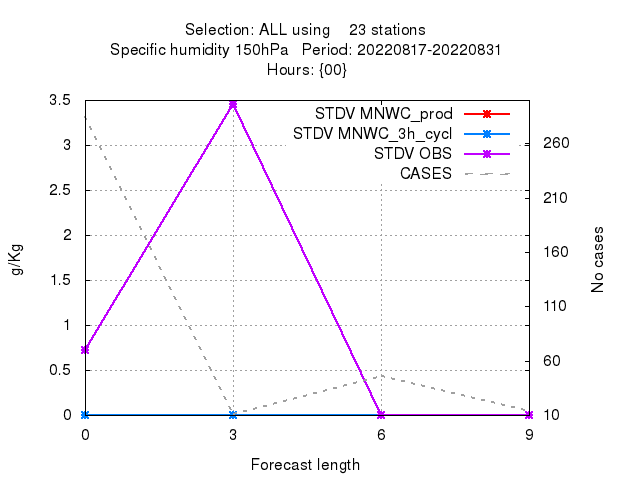 Selection: ALL using 23 stations
Specific humidity 150hPa Period: 20220817-20220831
Hours: {00}
STDV MNWC_prod
STDV MNWC_3h_cycl
STDV OBS
CASES
3.5
3
2.5
2
1.5
1
0.5
0
g/Kg
260
210
160
110
60
10
No cases
0 3 6 9
Forecast length